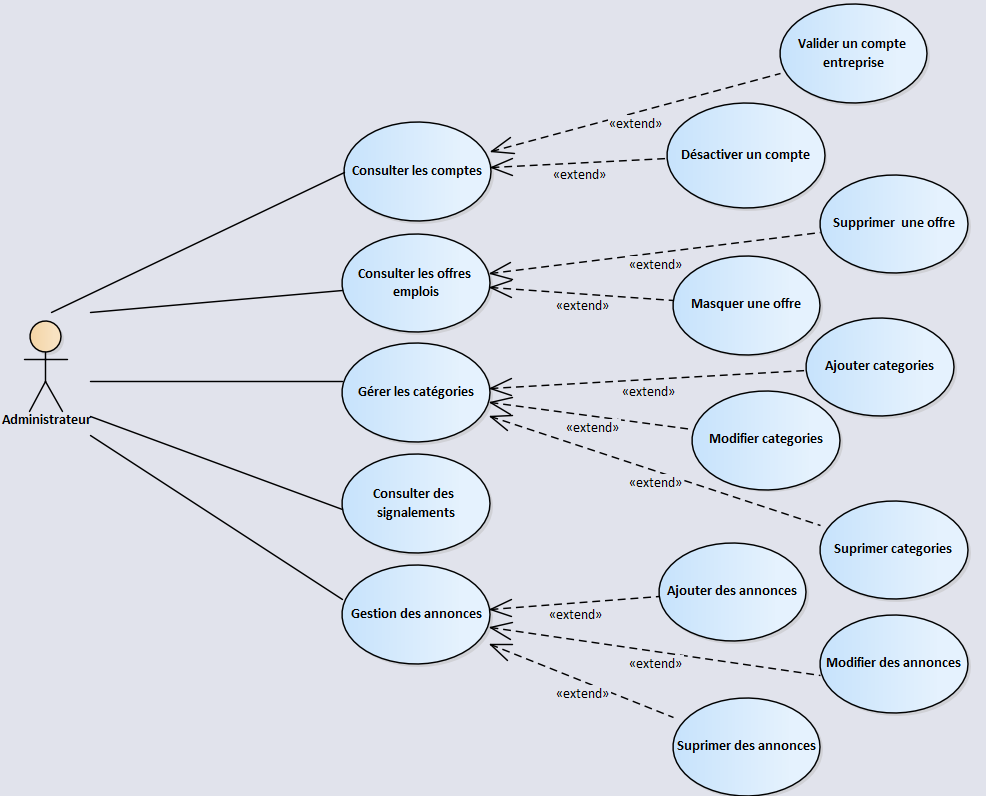 Valider un compte
entreprise
«extend»
Désactiver un compte
«extend»
Consulter les comptes
Supprimer  une offre
«extend»
Consulter les offres
emplois
Masquer une offre
«extend»
Ajouter categories
«extend»
Gérer les catégories
Administrateur
Modifier categories
«extend»
«extend»
Consulter des
signalements
Suprimer categories
Ajouter des annonces
«extend»
Gestion des annonces
Modifier des annonces
«extend»
«extend»
Suprimer des annonces